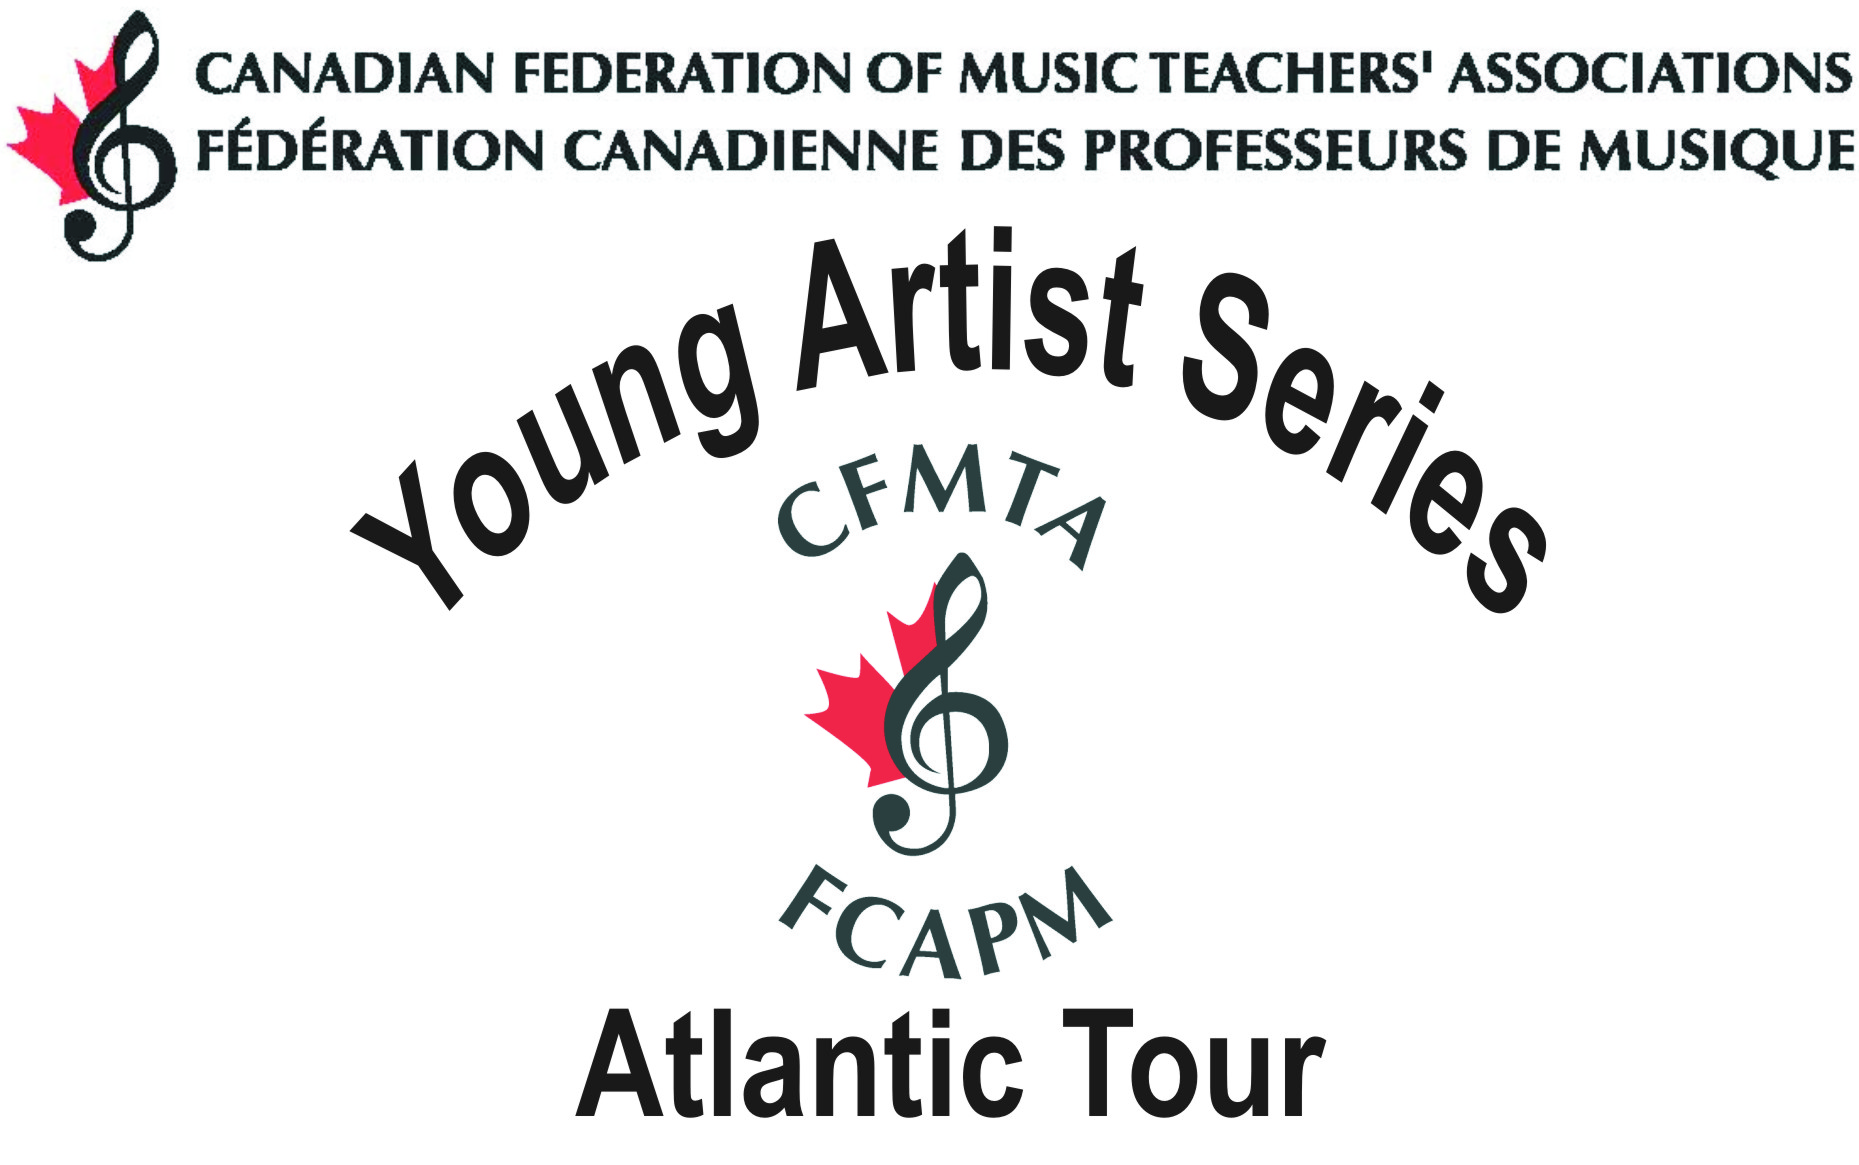 CANADIAN FEDERATION OF MUSIC TEACHERS' ASSOCIATIONS
FÉDÉRATION CANADIENNE DES PROFESSEURS DE MUSIQUE
Young Artist Series
CFMTA
FCAPM
Atlantic Tour